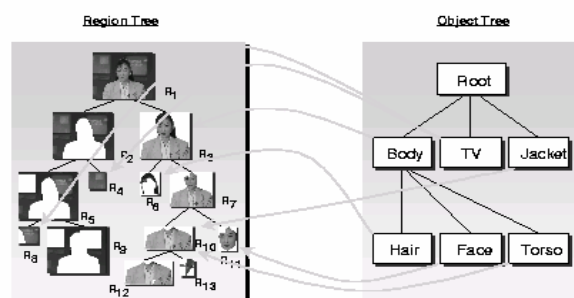 Region Tree
Object Tree
R1
R2
R3
R4
R5
R6
R7
R8
R9
R10
R11
R12
R13
Root
Body
TV
Jacket
Hair
Face
Torso